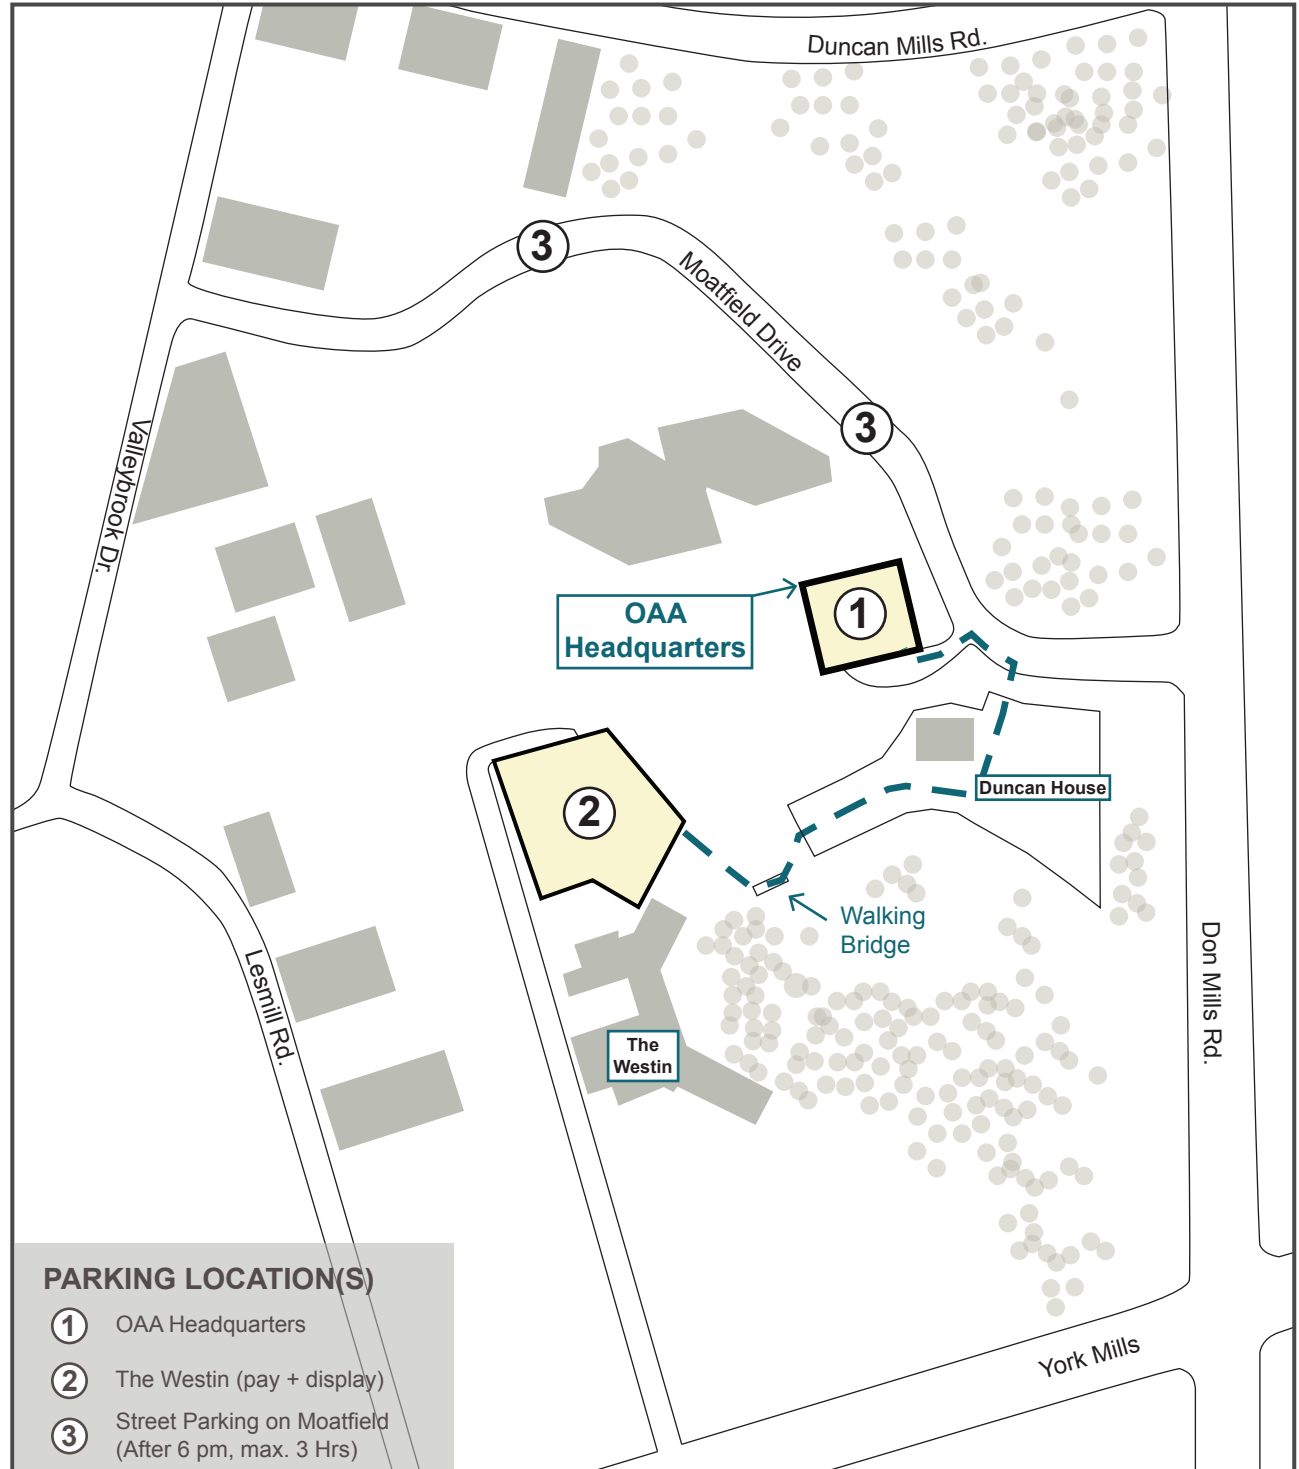 Duncan Mills Rd.
3
Moatfield Drive
3
Valleybrook Dr.
OAA
Headquarters
1
2
Duncan House
Walking
Bridge
Don Mills Rd.
Lesmill Rd.
The
Westin
York Mills
PARKING LOCATION(S)
1 OAA Headquarters
2 The Westin (pay + display)
3 Street Parking on Moatfield
(After 6 pm, max. 3 Hrs)